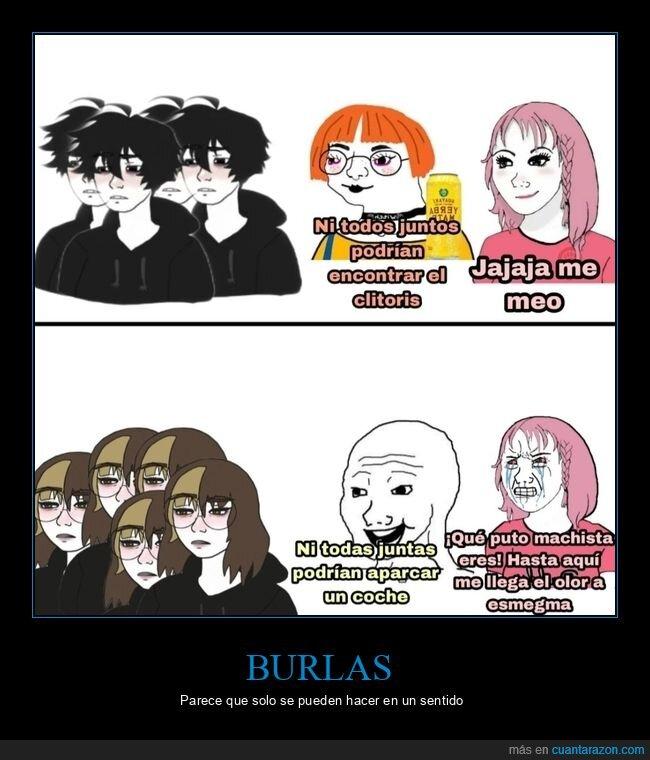 Ni todos juntos
podrían
encontrar el
clitoris
Jajaja me
meo
Ni todas juntas
podrían aparcar
un coche
¡Qué puto machista
eres! Hasta aquí
me llega el olor a
esmegma
BURLAS
Parece que solo se pueden hacer en un sentido
más en cuantarazon.com